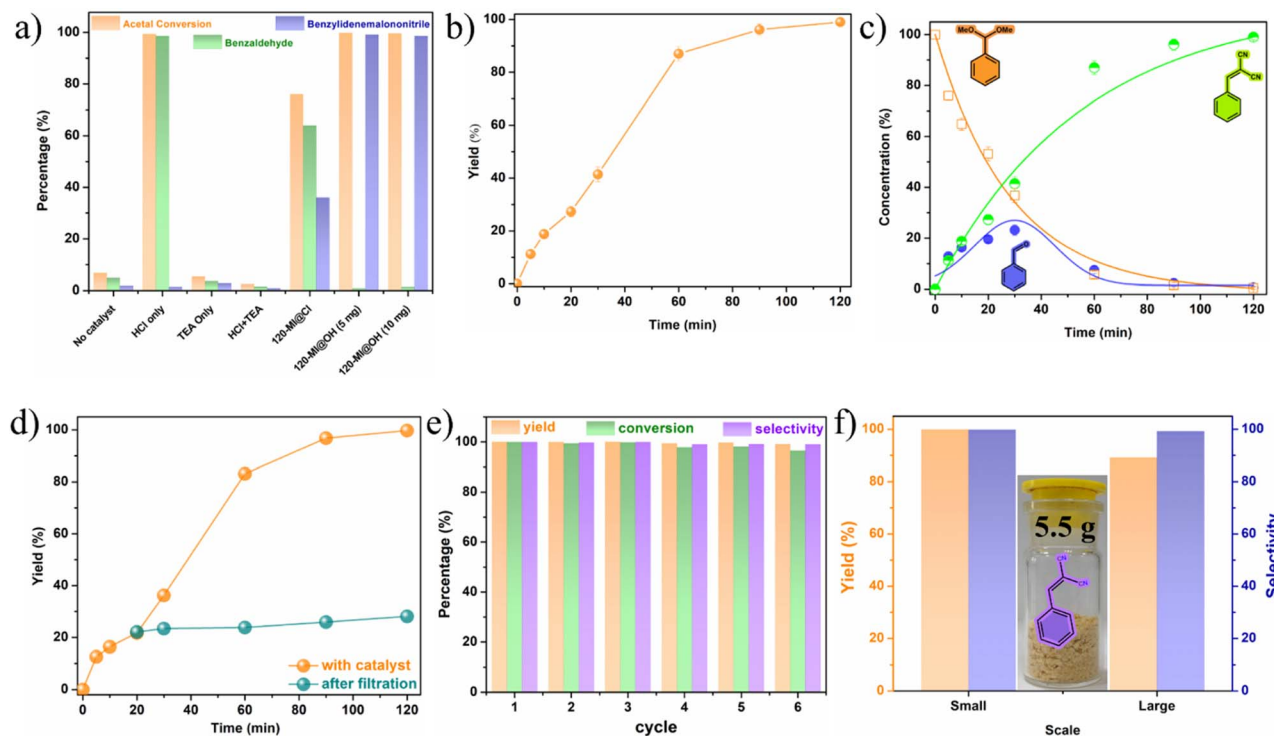 a)
Acetal Conversion
Benzylidenemalononitrile
Benzaldehyde
Percentage (%)
100
80
60
40
20
0
No catalyst
HCl only
TEA Only
HCl+TEA
120-MI@Cl
120-MI@OH (5 mg)
120-MI@OH (10 mg)
b)
Yield (%)
100
80
60
40
20
0
0 20 40 60 80 100 120
Time (min)
c)
MeO OMe
CN
CN
O
Concentration (%)
100
80
60
40
20
0
0 20 40 60 80 100 120
Time (min)
d)
Yield (%)
100
80
60
40
20
0
with catalyst
after filtration
0 20 40 60 80 100 120
Time (min)
e)
yield conversion selectivity
Percentage (%)
100
80
60
40
20
0
1 2 3 4 5 6
cycle
f)
Yield (%)
100
80
60
40
20
0
5.5 g
CN
CN
100
80
60
40
20
0
Selectivity
Small Large
Scale